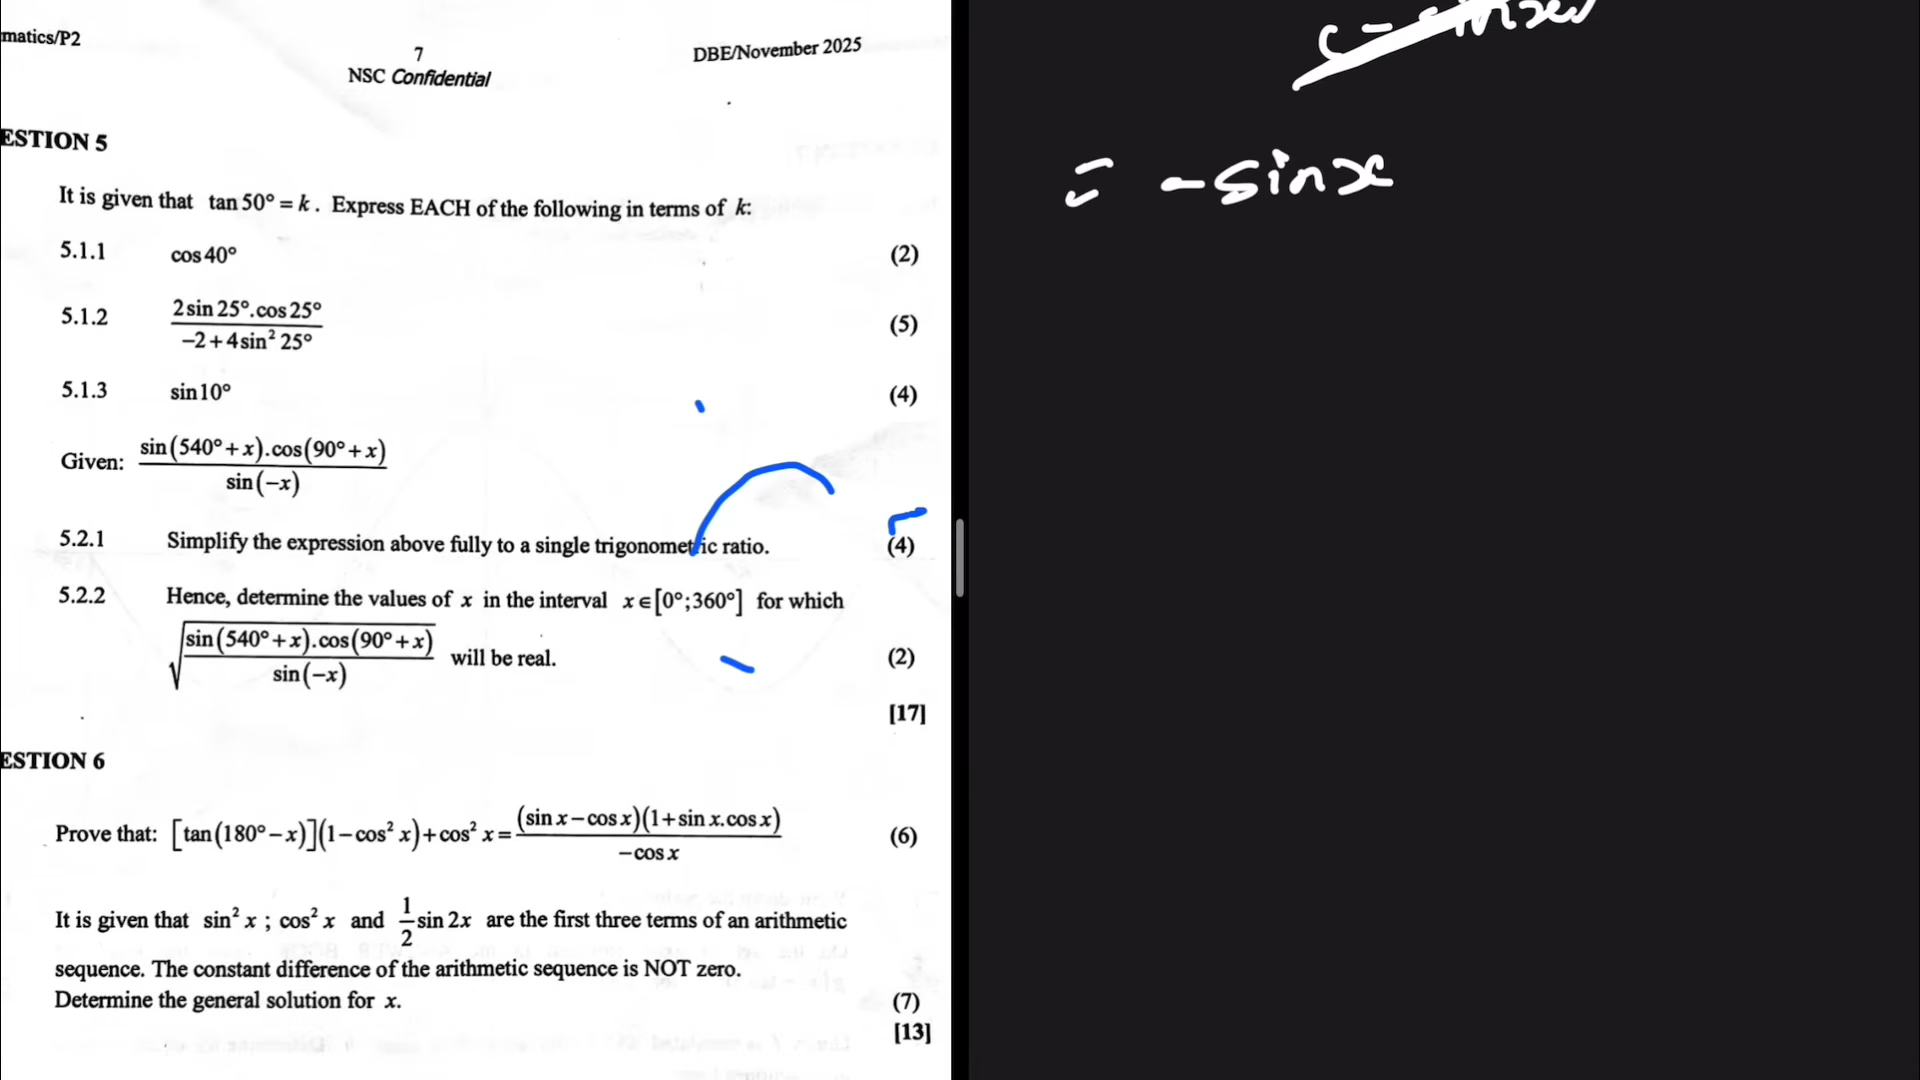 matics/P2
7
NSC Confidential
DBE/November 2025
ESTION 5
It is given that tan 50° = k. Express EACH of the following in terms of k:
5.1.1 cos 40° (2)
5.1.2 2 sin 25°.cos 25° / −2 + 4 sin² 25° (5)
5.1.3 sin 10° (4)
Given: sin(540° + x).cos(90° + x) / sin(−x)
5.2.1 Simplify the expression above fully to a single trigonometric ratio. (4)
5.2.2 Hence, determine the values of x in the interval x ∈ [0°; 360°] for which
√(sin(540° + x).cos(90° + x) / sin(−x)) will be real. (2)
[17]
ESTION 6
Prove that: [tan(180° − x)](1 − cos² x) + cos² x = (sin x − cos x)(1 + sin x.cos x) / −cos x (6)
It is given that sin² x ; cos² x and 1/2 sin 2x are the first three terms of an arithmetic
sequence. The constant difference of the arithmetic sequence is NOT zero.
Determine the general solution for x. (7)
[13]
= −sin x